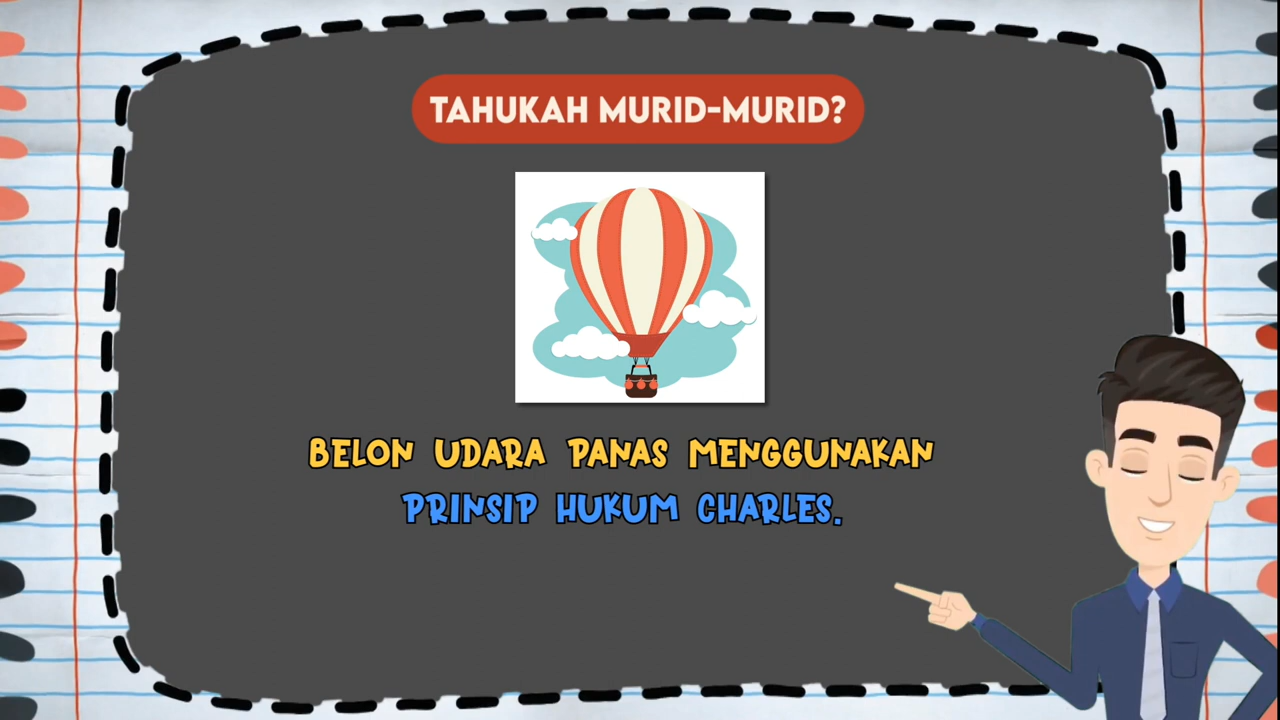 TAHUKAH MURID-MURID?
BELON UDARA PANAS MENGGUNAKAN
PRINSIP HUKUM CHARLES.